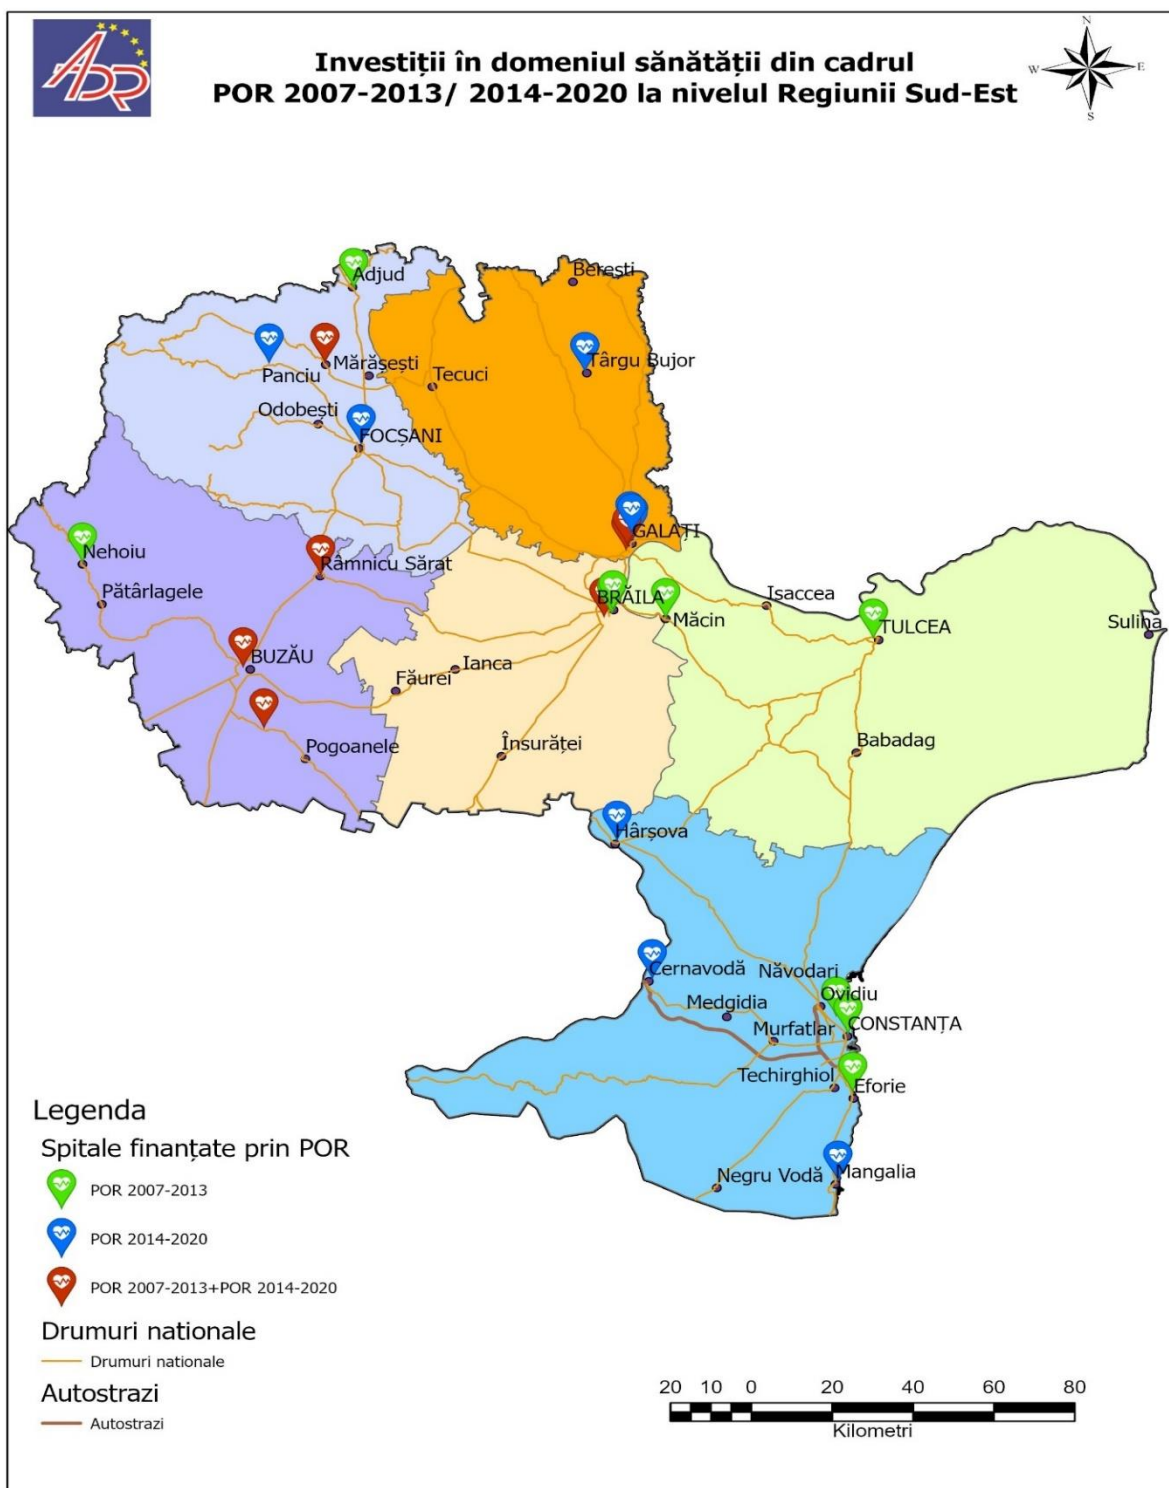 ADR
Investiții în domeniul sănătății din cadrul
POR 2007-2013/ 2014-2020 la nivelul Regiunii Sud-Est
N
W
E
S
Adjud
Berești
Panciu
Mărășești
Târgu Bujor
Tecuci
Odobești
FOCȘANI
GALAȚI
Nehoiu
Râmnicu Sărat
Pătârlagele
BRĂILA
Măcin
Isaccea
TULCEA
Sulina
BUZĂU
Făurei
Ianca
Pogoanele
Însurăței
Babadag
Hârșova
Cernavodă
Năvodari
Ovidiu
Medgidia
Murfatlar
CONSTANȚA
Techirghiol
Eforie
Negru Vodă
Mangalia
Legenda
Spitale finanțate prin POR
POR 2007-2013
POR 2014-2020
POR 2007-2013+POR 2014-2020
Drumuri nationale
Drumuri nationale
Autostrazi
Autostrazi
20 10 0 20 40 60 80
Kilometri